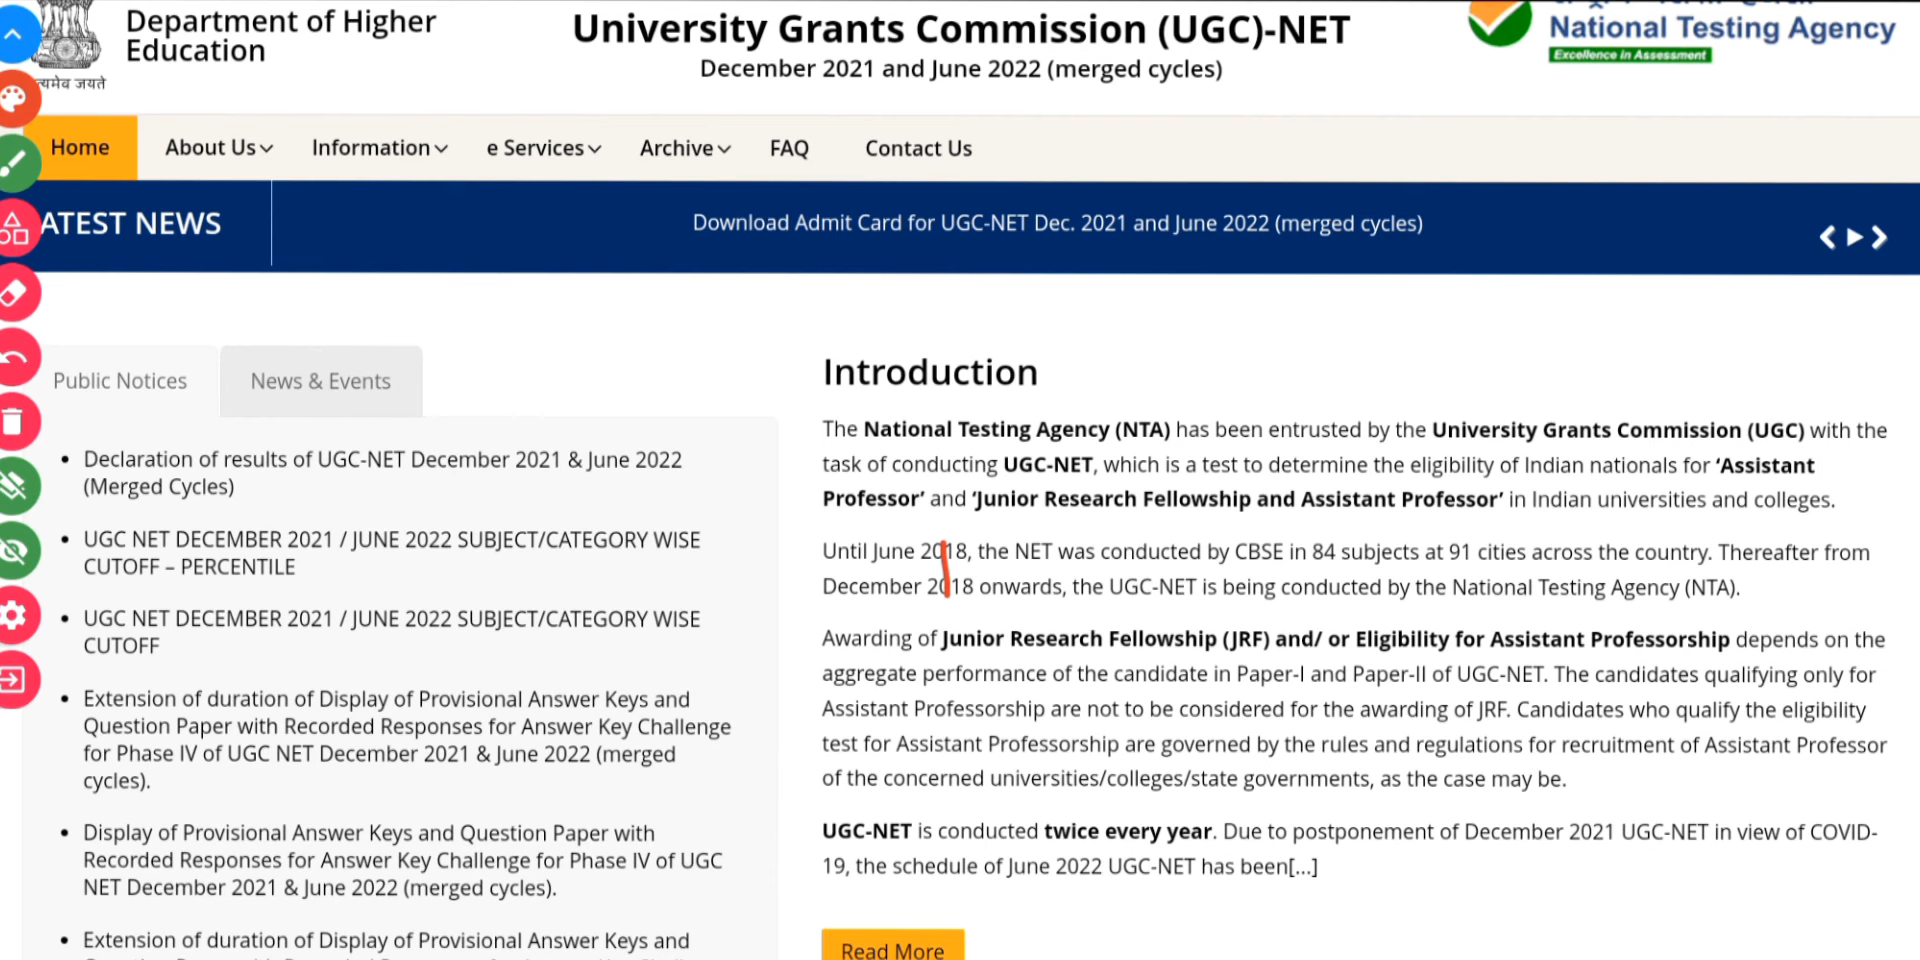 Department of Higher
Education
यमेव जयते
University Grants Commission (UGC)-NET
December 2021 and June 2022 (merged cycles)
National Testing Agency
Excellence in Assessment
Home
About Us
Information
e Services
Archive
FAQ
Contact Us
ATEST NEWS
Download Admit Card for UGC-NET Dec. 2021 and June 2022 (merged cycles)
Public Notices
News & Events
• Declaration of results of UGC-NET December 2021 & June 2022
(Merged Cycles)
• UGC NET DECEMBER 2021 / JUNE 2022 SUBJECT/CATEGORY WISE
CUTOFF – PERCENTILE
• UGC NET DECEMBER 2021 / JUNE 2022 SUBJECT/CATEGORY WISE
CUTOFF
• Extension of duration of Display of Provisional Answer Keys and
Question Paper with Recorded Responses for Answer Key Challenge
for Phase IV of UGC NET December 2021 & June 2022 (merged
cycles).
• Display of Provisional Answer Keys and Question Paper with
Recorded Responses for Answer Key Challenge for Phase IV of UGC
NET December 2021 & June 2022 (merged cycles).
• Extension of duration of Display of Provisional Answer Keys and
Introduction
The National Testing Agency (NTA) has been entrusted by the University Grants Commission (UGC) with the
task of conducting UGC-NET, which is a test to determine the eligibility of Indian nationals for ‘Assistant
Professor’ and ‘Junior Research Fellowship and Assistant Professor’ in Indian universities and colleges.
Until June 2018, the NET was conducted by CBSE in 84 subjects at 91 cities across the country. Thereafter from
December 2018 onwards, the UGC-NET is being conducted by the National Testing Agency (NTA).
Awarding of Junior Research Fellowship (JRF) and/ or Eligibility for Assistant Professorship depends on the
aggregate performance of the candidate in Paper-I and Paper-II of UGC-NET. The candidates qualifying only for
Assistant Professorship are not to be considered for the awarding of JRF. Candidates who qualify the eligibility
test for Assistant Professorship are governed by the rules and regulations for recruitment of Assistant Professor
of the concerned universities/colleges/state governments, as the case may be.
UGC-NET is conducted twice every year. Due to postponement of December 2021 UGC-NET in view of COVID-
19, the schedule of June 2022 UGC-NET has been[...]
Read More